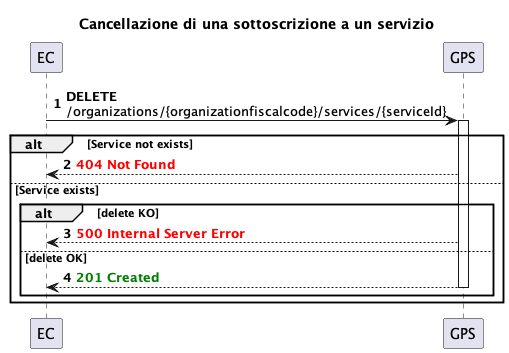 Cancellazione di una sottoscrizione a un servizio
EC
GPS
1 DELETE
/organizations/{organizationfiscalcode}/services/{serviceId}
alt [Service not exists]
2 404 Not Found
[Service exists]
alt [delete KO]
3 500 Internal Server Error
[delete OK]
4 201 Created
EC
GPS